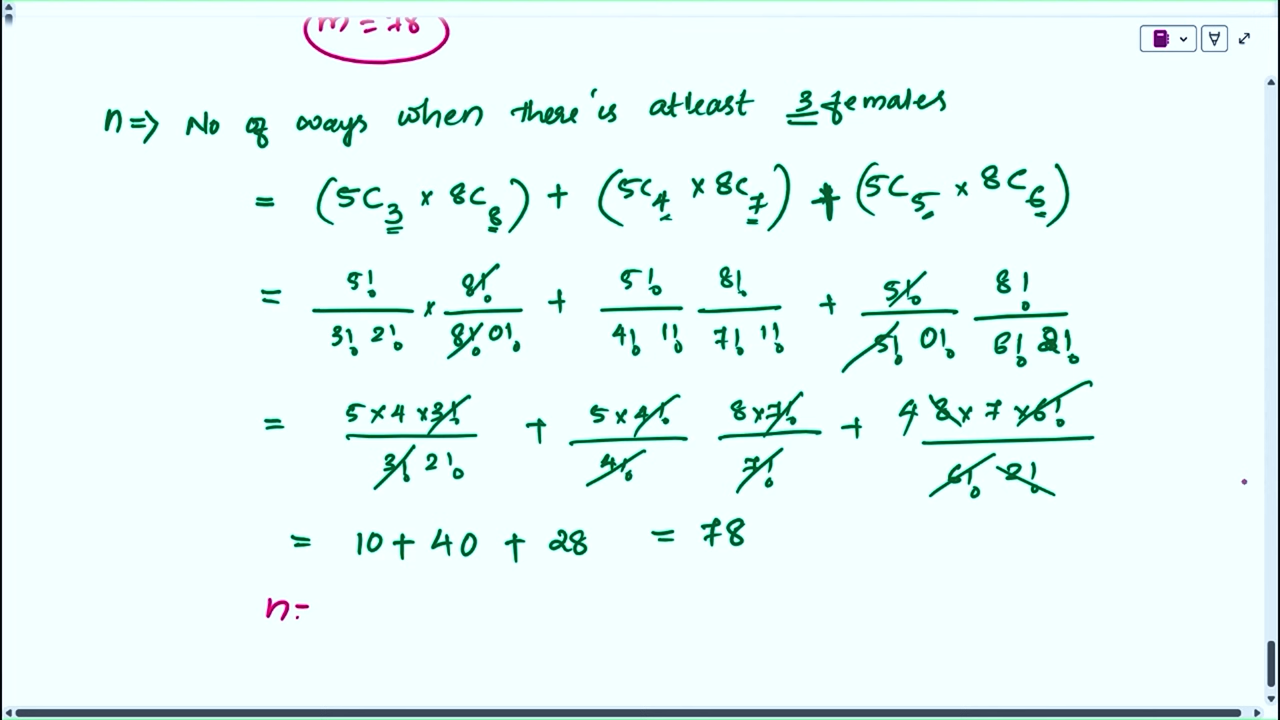 m = 78
n => No of ways when there is atleast 3 females
= (5C3 × 8C8) + (5C4 × 8C7) + (5C5 × 8C6)
= 5!/3! 2! × 8!/8! 0! + 5!/4! 1! 8!/7! 1! + 5!/5! 0! 8!/6! 2!
= 5×4×3!/3! 2! + 5×4!/4! 8×7!/7! + 4 8×7×6!/6! 2!
= 10 + 40 + 28 = 78
n=